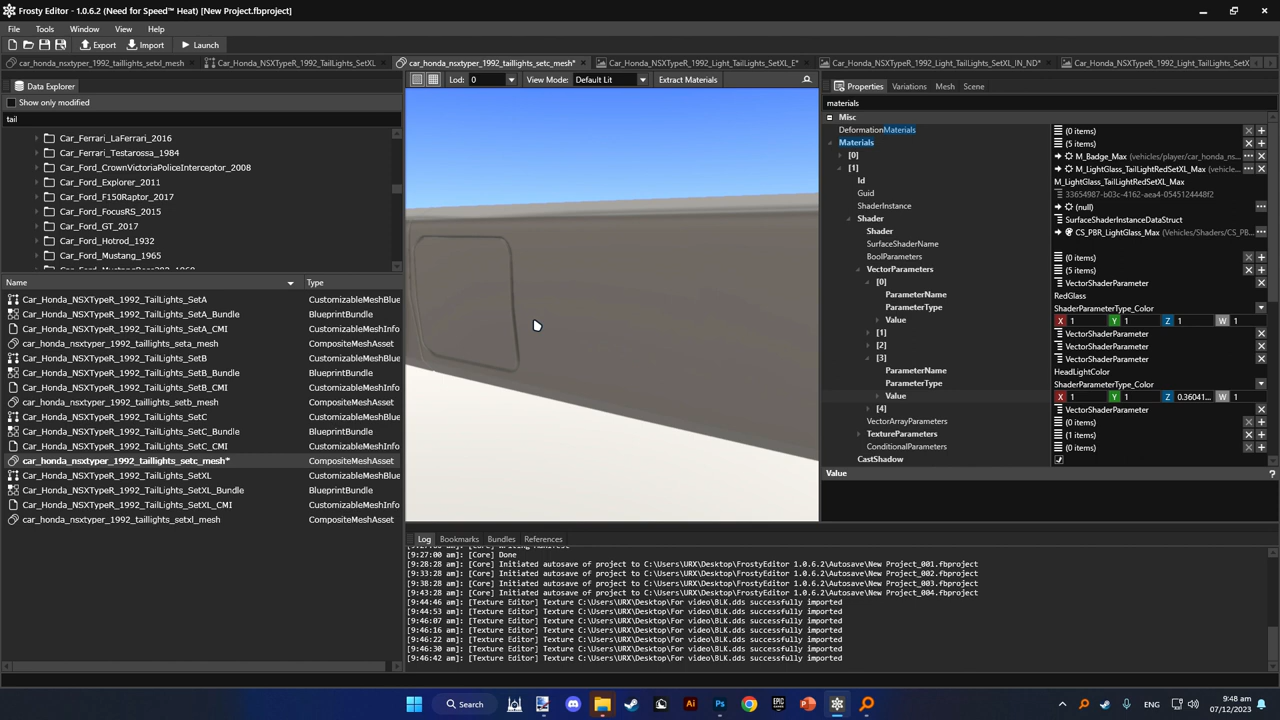 Frosty Editor - 1.0.6.2 (Need for Speed™ Heat) [New Project.fbproject]
File Tools Window View Help
Export Import Launch
car_honda_nsxtyper_1992_taillights_setd_mesh Car_Honda_NSXTypeR_1992_TailLights_SetXL car_honda_nsxtyper_1992_taillights_setc_mesh* Car_Honda_NSXTypeR_1992_Light_TailLights_SetXL_E* Car_Honda_NSXTypeR_1992_Light_TailLights_SetXL_IN_ND* Car_Honda_NSXTypeR_1992_Light_TailLights_SetX
Data Explorer
Show only modified
tail
Car_Ferrari_LaFerrari_2016
Car_Ferrari_Testarossa_1984
Car_Ford_CrownVictoriaPoliceInterceptor_2008
Car_Ford_Explorer_2011
Car_Ford_F150Raptor_2017
Car_Ford_FocusRS_2015
Car_Ford_GT_2017
Car_Ford_Hotrod_1932
Car_Ford_Mustang_1965
Name Type
Car_Honda_NSXTypeR_1992_TailLights_SetA CustomizableMeshBlue
Car_Honda_NSXTypeR_1992_TailLights_SetA_Bundle BlueprintBundle
Car_Honda_NSXTypeR_1992_TailLights_SetA_CMI CustomizableMeshInfo
car_honda_nsxtyper_1992_taillights_seta_mesh CompositeMeshAsset
Car_Honda_NSXTypeR_1992_TailLights_SetB CustomizableMeshBlue
Car_Honda_NSXTypeR_1992_TailLights_SetB_Bundle BlueprintBundle
Car_Honda_NSXTypeR_1992_TailLights_SetB_CMI CustomizableMeshInfo
car_honda_nsxtyper_1992_taillights_setb_mesh CompositeMeshAsset
Car_Honda_NSXTypeR_1992_TailLights_SetC CustomizableMeshBlue
Car_Honda_NSXTypeR_1992_TailLights_SetC_Bundle BlueprintBundle
Car_Honda_NSXTypeR_1992_TailLights_SetC_CMI CustomizableMeshInfo
car_honda_nsxtyper_1992_taillights_setc_mesh* CompositeMeshAsset
Car_Honda_NSXTypeR_1992_TailLights_SetXL CustomizableMeshBlue
Car_Honda_NSXTypeR_1992_TailLights_SetXL_Bundle BlueprintBundle
Car_Honda_NSXTypeR_1992_TailLights_SetXL_CMI CustomizableMeshInfo
car_honda_nsxtyper_1992_taillights_setxl_mesh CompositeMeshAsset
Lod: 0 View Mode: Default Lit Extract Materials
Log Bookmarks Bundles References
[9:27:00 am]: [Core] Done
[9:28:28 am]: [Core] Initiated autosave of project to C:\Users\URX\Desktop\FrostyEditor 1.0.6.2\Autosave\New Project_001.fbproject
[9:33:28 am]: [Core] Initiated autosave of project to C:\Users\URX\Desktop\FrostyEditor 1.0.6.2\Autosave\New Project_002.fbproject
[9:38:28 am]: [Core] Initiated autosave of project to C:\Users\URX\Desktop\FrostyEditor 1.0.6.2\Autosave\New Project_003.fbproject
[9:43:28 am]: [Core] Initiated autosave of project to C:\Users\URX\Desktop\FrostyEditor 1.0.6.2\Autosave\New Project_004.fbproject
[9:44:46 am]: [Texture Editor] Texture C:\Users\URX\Desktop\For video\BLK.dds successfully imported
[9:44:53 am]: [Texture Editor] Texture C:\Users\URX\Desktop\For video\BLK.dds successfully imported
[9:46:07 am]: [Texture Editor] Texture C:\Users\URX\Desktop\For video\BLK.dds successfully imported
[9:46:16 am]: [Texture Editor] Texture C:\Users\URX\Desktop\For video\BLK.dds successfully imported
[9:46:22 am]: [Texture Editor] Texture C:\Users\URX\Desktop\For video\BLK.dds successfully imported
[9:46:30 am]: [Texture Editor] Texture C:\Users\URX\Desktop\For video\BLK.dds successfully imported
[9:46:42 am]: [Texture Editor] Texture C:\Users\URX\Desktop\For video\BLK.dds successfully imported
Properties Variations Mesh Scene
materials
Misc
DeformationMaterials (0 items)
Materials (5 items)
[0] M_Badge_Max (vehicles/player/car_honda_ns...
[1] M_LightGlass_TailLightRedSetXL_Max (vehicle...
Id M_LightGlass_TailLightRedSetXL_Max
Guid 33654987-b03c-4162-aea4-0545124448f2
ShaderInstance (null)
Shader SurfaceShaderInstanceDataStruct
Shader CS_PBR_LightGlass_Max (Vehicles/Shaders/CS_PB...
SurfaceShaderName
BoolParameters (0 items)
VectorParameters (5 items)
[0] VectorShaderParameter
ParameterName RedGlass
ParameterType ShaderParameterType_Color
Value X 1 Y 1 Z 1 W 1
[1] VectorShaderParameter
[2] VectorShaderParameter
[3] VectorShaderParameter
ParameterName HeadLightColor
ParameterType ShaderParameterType_Color
Value X 1 Y 1 Z 0.36041... W 1
[4] VectorShaderParameter
VectorArrayParameters (0 items)
TextureParameters (1 items)
ConditionalParameters (0 items)
CastShadow
Value ?
Search
ENG
9:48 am
07/12/2023